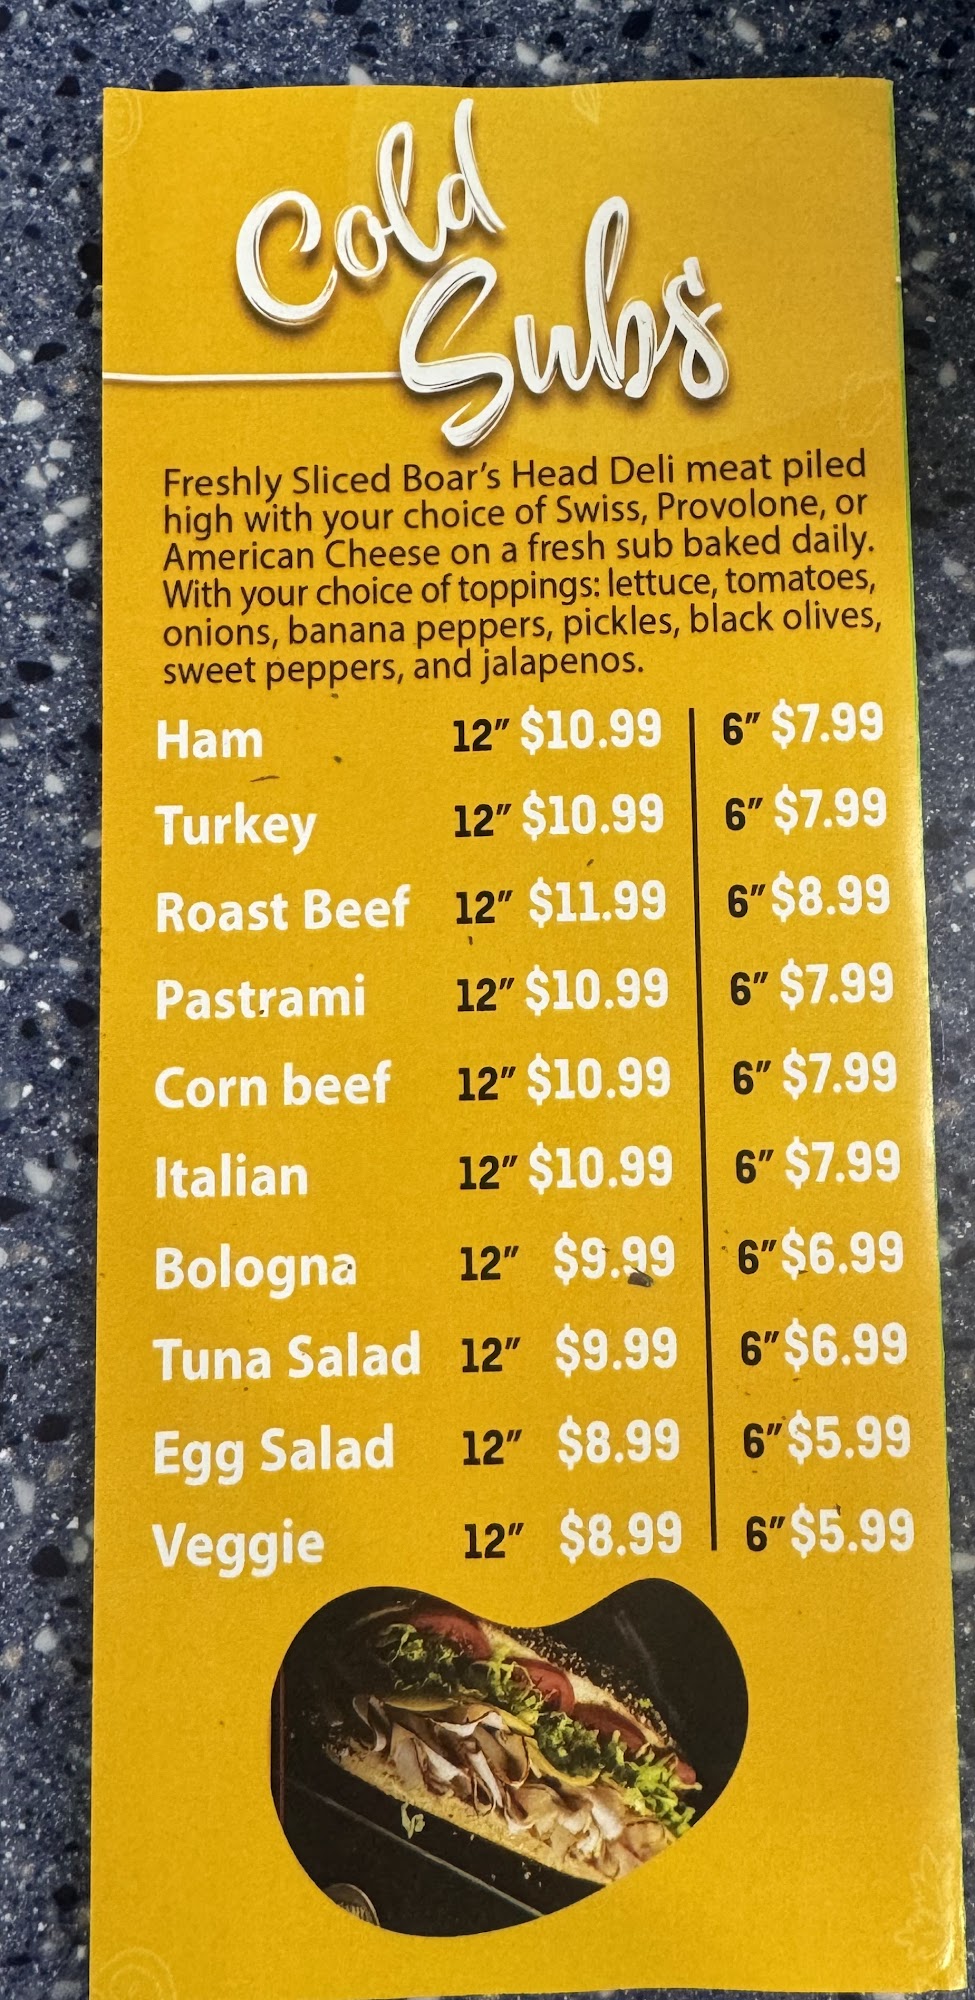 Cold
Subs
Freshly Sliced Boar's Head Deli meat piled
high with your choice of Swiss, Provolone, or
American Cheese on a fresh sub baked daily.
With your choice of toppings: lettuce, tomatoes,
onions, banana peppers, pickles, black olives,
sweet peppers, and jalapenos.
Ham 12" $10.99 6" $7.99
Turkey 12" $10.99 6" $7.99
Roast Beef 12" $11.99 6" $8.99
Pastrami 12" $10.99 6" $7.99
Corn beef 12" $10.99 6" $7.99
Italian 12" $10.99 6" $7.99
Bologna 12" $9.99 6" $6.99
Tuna Salad 12" $9.99 6" $6.99
Egg Salad 12" $8.99 6" $5.99
Veggie 12" $8.99 6" $5.99